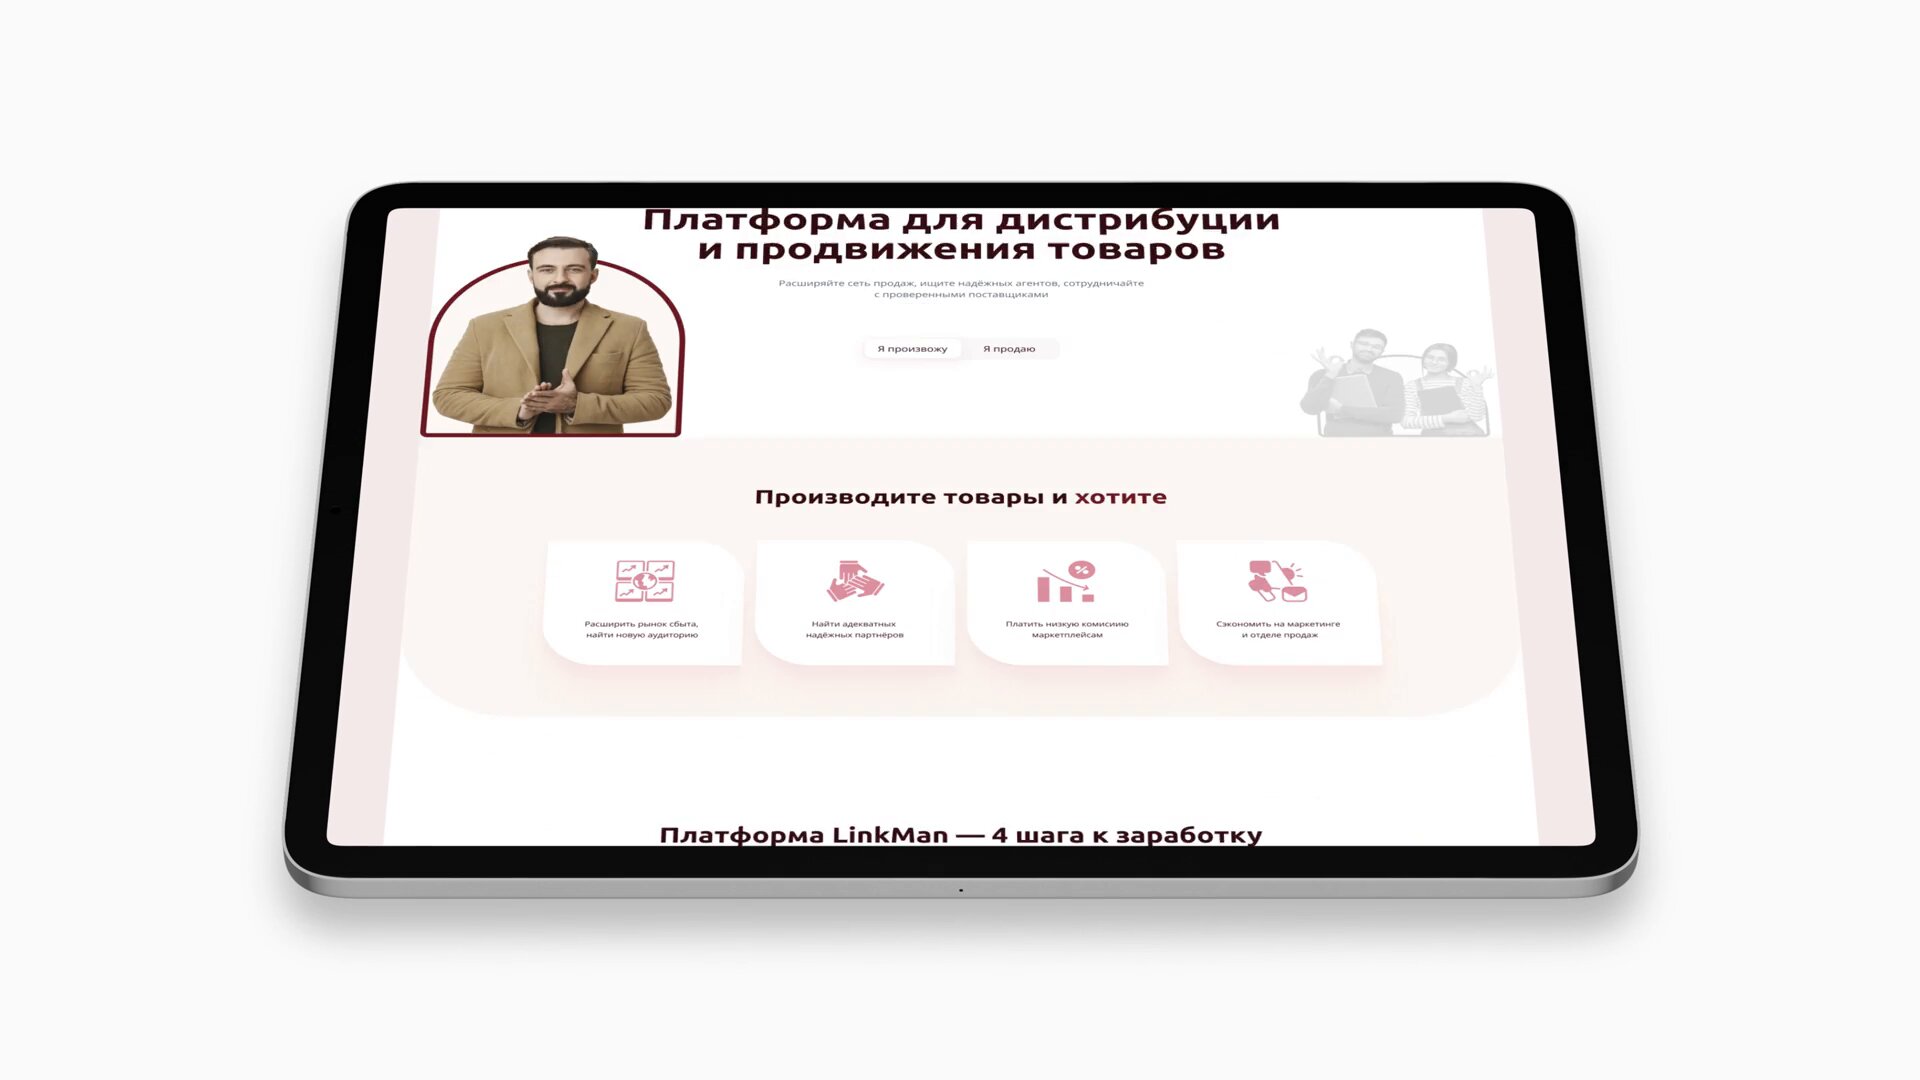 Платформа для дистрибуции
и продвижения товаров
Расширяйте сеть продаж, ищите надёжных агентов, сотрудничайте
с проверенными поставщиками
Я произвожу
Я продаю
Производите товары и хотите
Расширить рынок сбыта,
найти новую аудиторию
Найти адекватных
надёжных партнёров
Платить низкую комисиию
маркетплейсам
Сэкономить на маркетинге
и отделе продаж
Платформа LinkMan — 4 шага к заработку